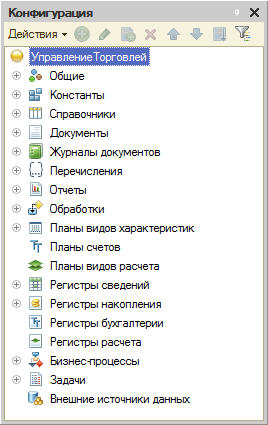 Конфигурация
Действия
УправлениеТорговлей
Общие
Константы
Справочники
Документы
Журналы документов
Перечисления
Отчеты
Обработки
Планы видов характеристик
Планы счетов
Планы видов расчета
Регистры сведений
Регистры накопления
Регистры бухгалтерии
Регистры расчета
Бизнес-процессы
Задачи
Внешние источники данных